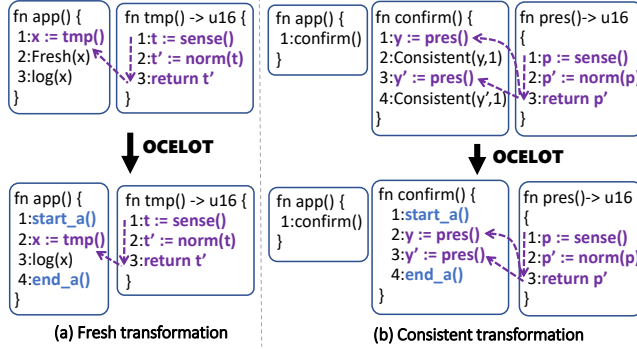 fn app() {
1:x := tmp()
2:Fresh(x)
3:log(x)
}
fn tmp() -> u16 {
1:t := sense()
2:t' := norm(t)
3:return t'
}
OCELOT
fn app() {
1:start_a()
2:x := tmp()
3:log(x)
4:end_a()
}
fn tmp() -> u16 {
1:t := sense()
2:t' := norm(t)
3:return t'
}
(a) Fresh transformation
fn app() {
1:confirm()
}
fn confirm() {
1:y := pres()
2:Consistent(y,1)
3:y' := pres()
4:Consistent(y',1)
}
fn pres()-> u16
{
1:p := sense()
2:p' := norm(p)
3:return p'
}
OCELOT
fn app() {
1:confirm()
}
fn confirm() {
1:start_a()
2:y := pres()
3:y' := pres()
4:end_a()
}
fn pres()-> u16
{
1:p := sense()
2:p' := norm(p)
3:return p'
}
(b) Consistent transformation